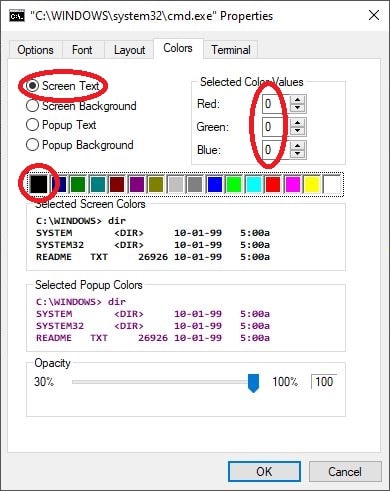 "C:\WINDOWS\system32\cmd.exe" Properties
Options Font Layout Colors Terminal
Screen Text
Screen Background
Popup Text
Popup Background
Selected Color Values
Red: 0
Green: 0
Blue: 0
Selected Screen Colors
C:\WINDOWS> dir
SYSTEM <DIR> 10-01-99 5:00a
SYSTEM32 <DIR> 10-01-99 5:00a
README TXT 26926 10-01-99 5:00a
Selected Popup Colors
C:\WINDOWS> dir
SYSTEM <DIR> 10-01-99 5:00a
SYSTEM32 <DIR> 10-01-99 5:00a
README TXT 26926 10-01-99 5:00a
Opacity
30% 100% 100
OK Cancel